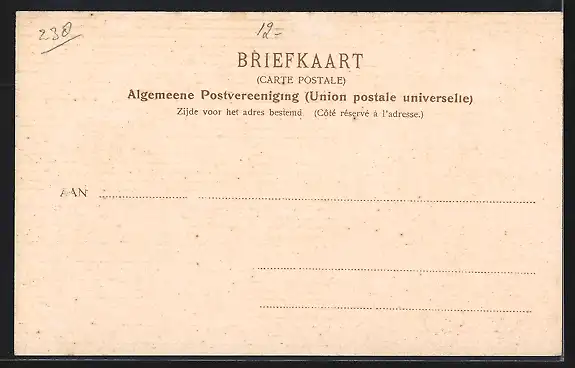 238 12-
BRIEFKAART
(CARTE POSTALE)
Algemeene Postvereeniging (Union postale universelle)
Zijde voor het adres bestemd (Côté réservé à l'adresse.)
AAN